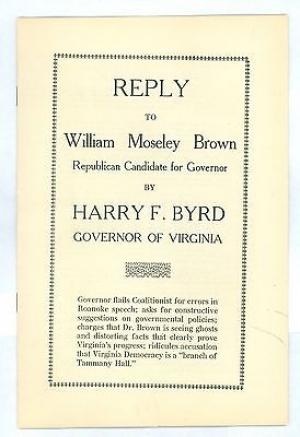 REPLY
TO
William Moseley Brown
Republican Candidate for Governor
BY
HARRY F. BYRD
GOVERNOR OF VIRGINIA
Governor flails Coalitionist for errors in
Roanoke speech; asks for constructive
suggestions on governmental policies;
charges that Dr. Brown is seeing ghosts
and distorting facts that clearly prove
Virginia's progress; ridicules accusation
that Virginia Democracy is a "branch of
Tammany Hall."